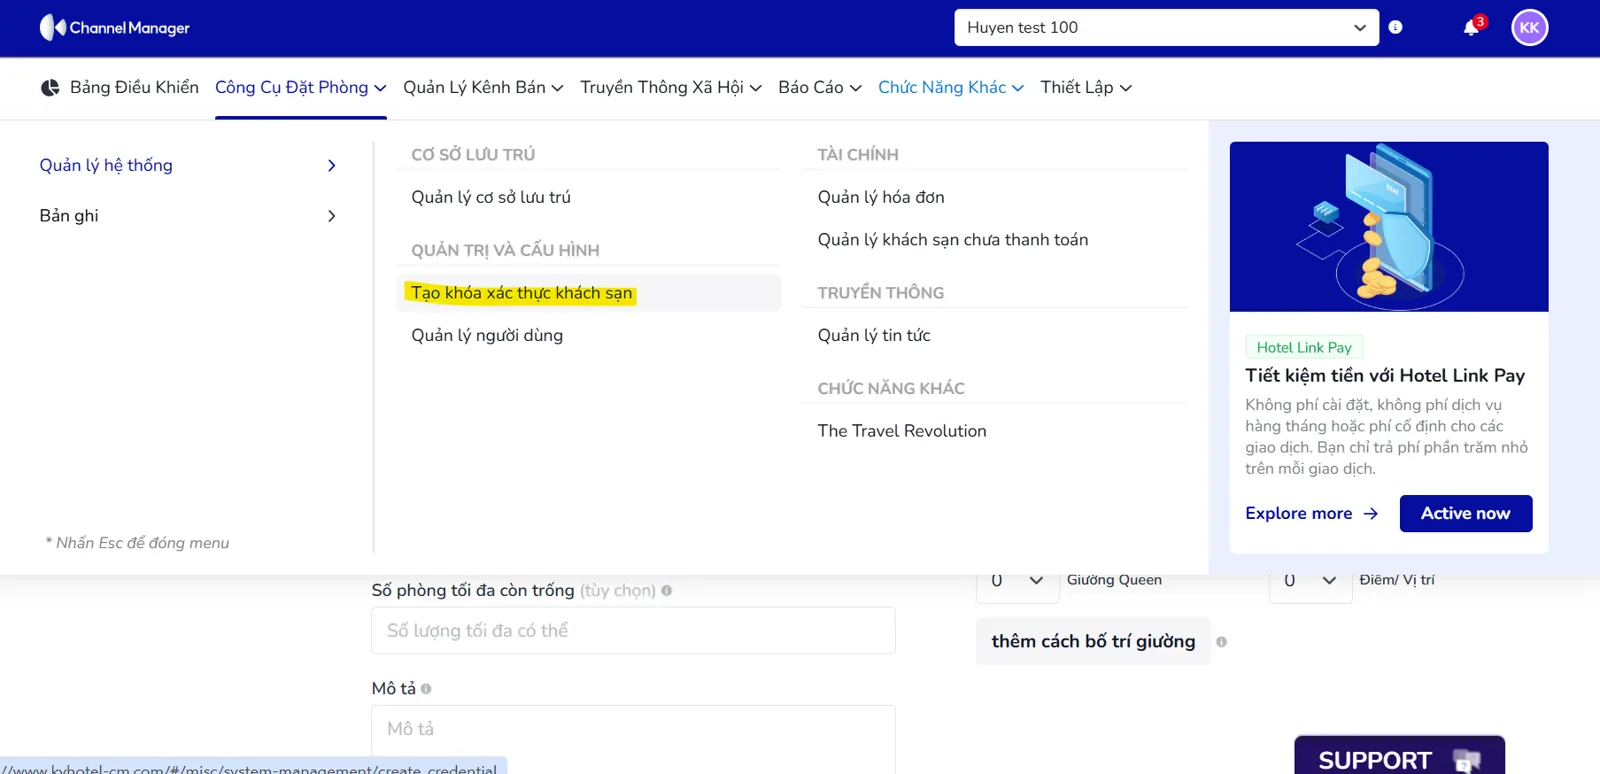 Channel Manager
Huyen test 100
3
KK
Bảng Điều Khiển
Công Cụ Đặt Phòng
Quản Lý Kênh Bán
Truyền Thông Xã Hội
Báo Cáo
Chức Năng Khác
Thiết Lập
Quản lý hệ thống
Bản ghi
* Nhấn Esc để đóng menu
CƠ SỞ LƯU TRÚ
Quản lý cơ sở lưu trú
QUẢN TRỊ VÀ CẤU HÌNH
Tạo khóa xác thực khách sạn
Quản lý người dùng
TÀI CHÍNH
Quản lý hóa đơn
Quản lý khách sạn chưa thanh toán
TRUYỀN THÔNG
Quản lý tin tức
CHỨC NĂNG KHÁC
The Travel Revolution
Hotel Link Pay
Tiết kiệm tiền với Hotel Link Pay
Không phí cài đặt, không phí dịch vụ
hàng tháng hoặc phí cố định cho các
giao dịch. Bạn chỉ trả phí phần trăm nhỏ
trên mỗi giao dịch.
Explore more
Active now
Số phòng tối đa còn trống (tùy chọn)
Số lượng tối đa có thể
Mô tả
Mô tả
0
Giường Queen
0
Điểm/ Vị trí
thêm cách bố trí giường
SUPPORT
//www.kyhotel-cm.com/#/misc/system-management/create_credential